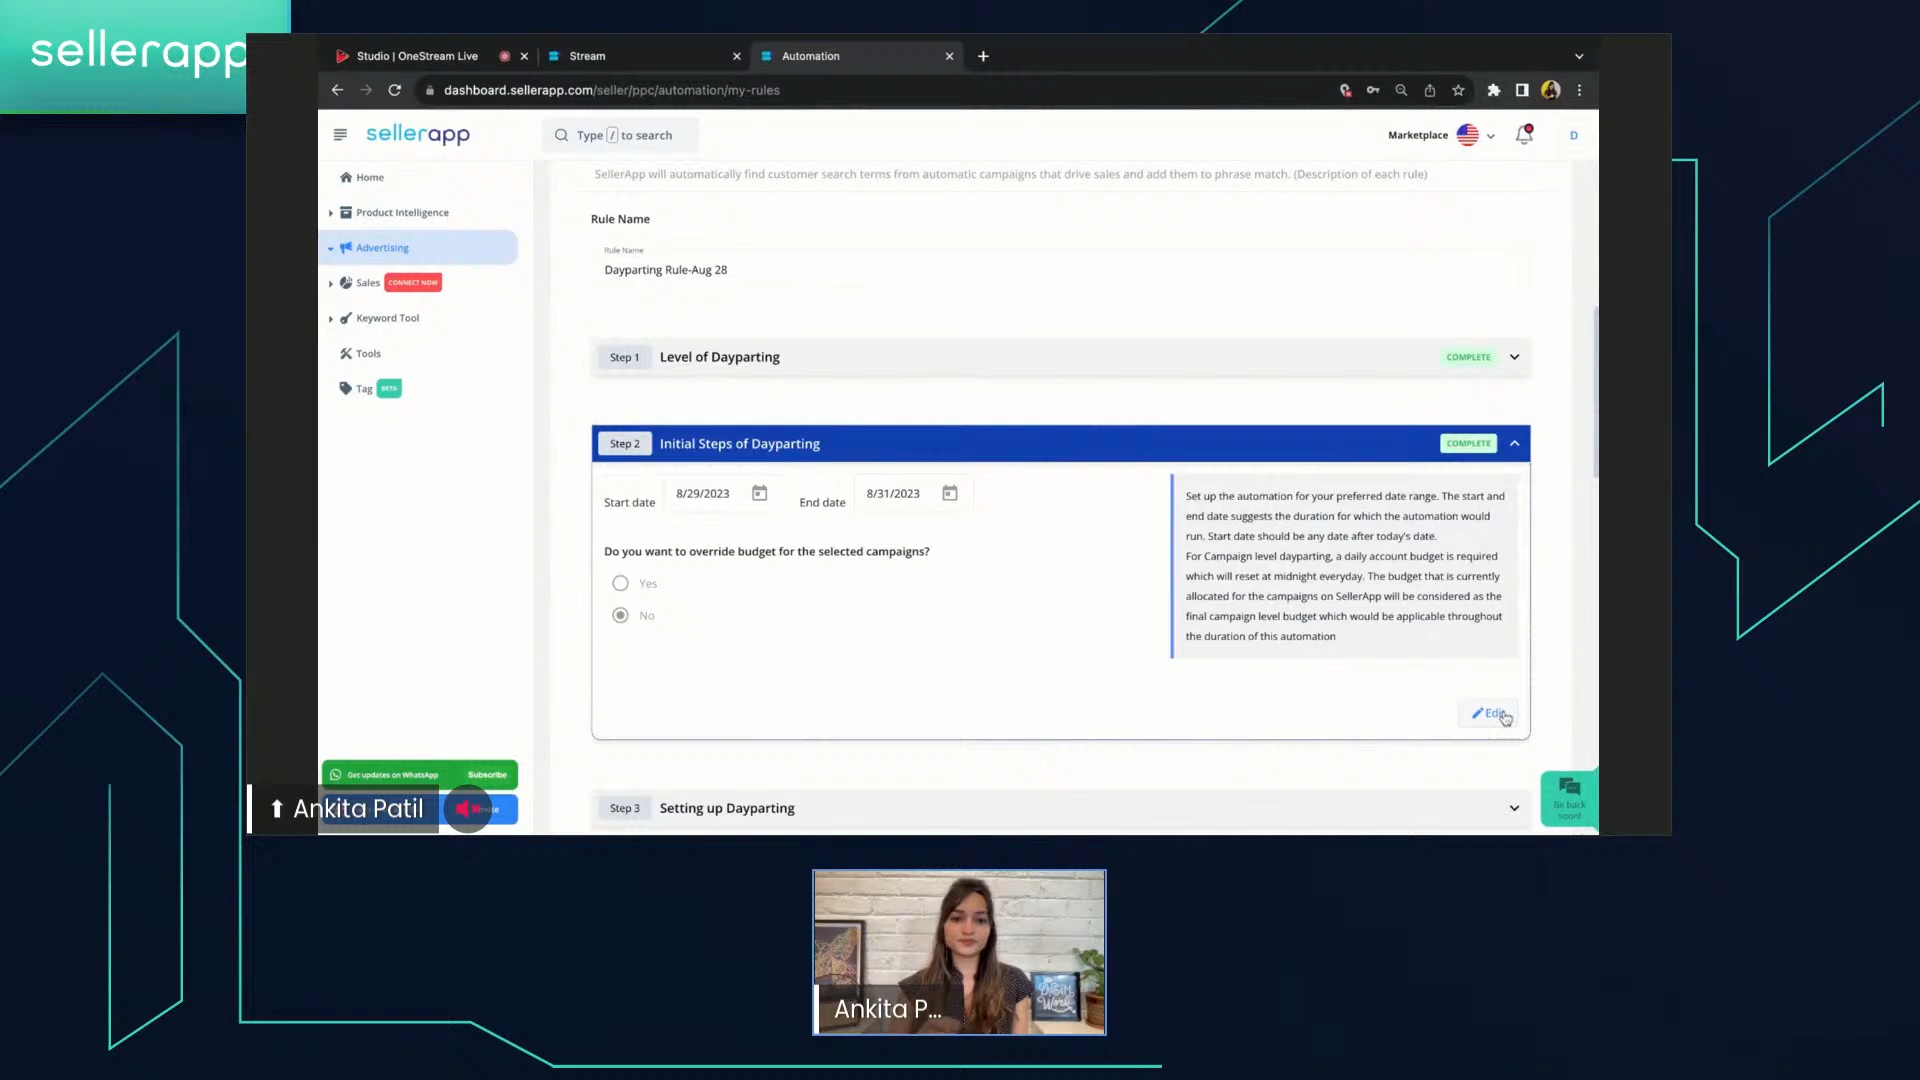 sellerapp
Studio | OneStream Live
Stream
Automation
dashboard.sellerapp.com/seller/ppc/automation/my-rules
sellerapp
Type / to search
Marketplace
D
Home
Product Intelligence
Advertising
Sales CONNECT NOW
Keyword Tool
Tools
Tag BETA
SellerApp will automatically find customer search terms from automatic campaigns that drive sales and add them to phrase match. (Description of each rule)
Rule Name
Rule Name
Dayparting Rule-Aug 28
Step 1 Level of Dayparting COMPLETE
Step 2 Initial Steps of Dayparting COMPLETE
Start date 8/29/2023 End date 8/31/2023
Do you want to override budget for the selected campaigns?
Yes
No
Set up the automation for your preferred date range. The start and
end date suggests the duration for which the automation would
run. Start date should be any date after today's date.
For Campaign level dayparting, a daily account budget is required
which will reset at midnight everyday. The budget that is currently
allocated for the campaigns on SellerApp will be considered as the
final campaign level budget which would be applicable throughout
the duration of this automation
Edit
Step 3 Setting up Dayparting
Get updates on WhatsApp Subscribe
Be back
soon!
Ankita Patil
Ankita P...